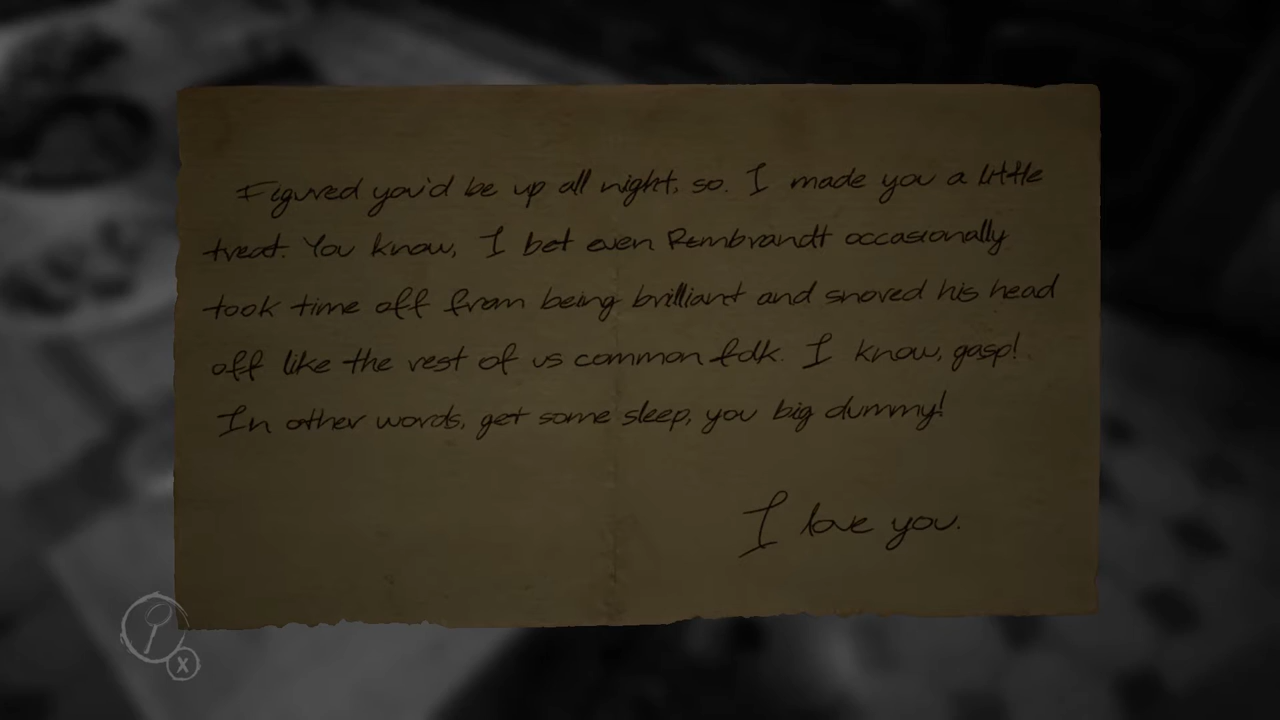 Figured you'd be up all night, so. I made you a little
treat. You know, I bet even Rembrandt occasionally
took time off from being brilliant and snored his head
off like the rest of us common folk. I know, gasp!
In other words, get some sleep, you big dummy!
I love you.
X